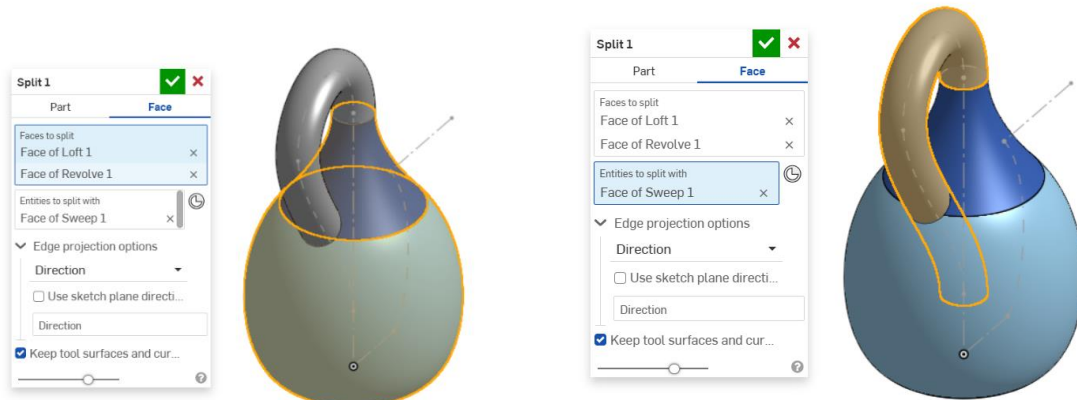 Split 1
Part Face
Faces to split
Face of Loft 1
Face of Revolve 1
Entities to split with
Face of Sweep 1
Edge projection options
Direction
Use sketch plane directi...
Direction
Keep tool surfaces and cur...
Split 1
Part Face
Faces to split
Face of Loft 1
Face of Revolve 1
Entities to split with
Face of Sweep 1
Edge projection options
Direction
Use sketch plane directi...
Direction
Keep tool surfaces and cur...